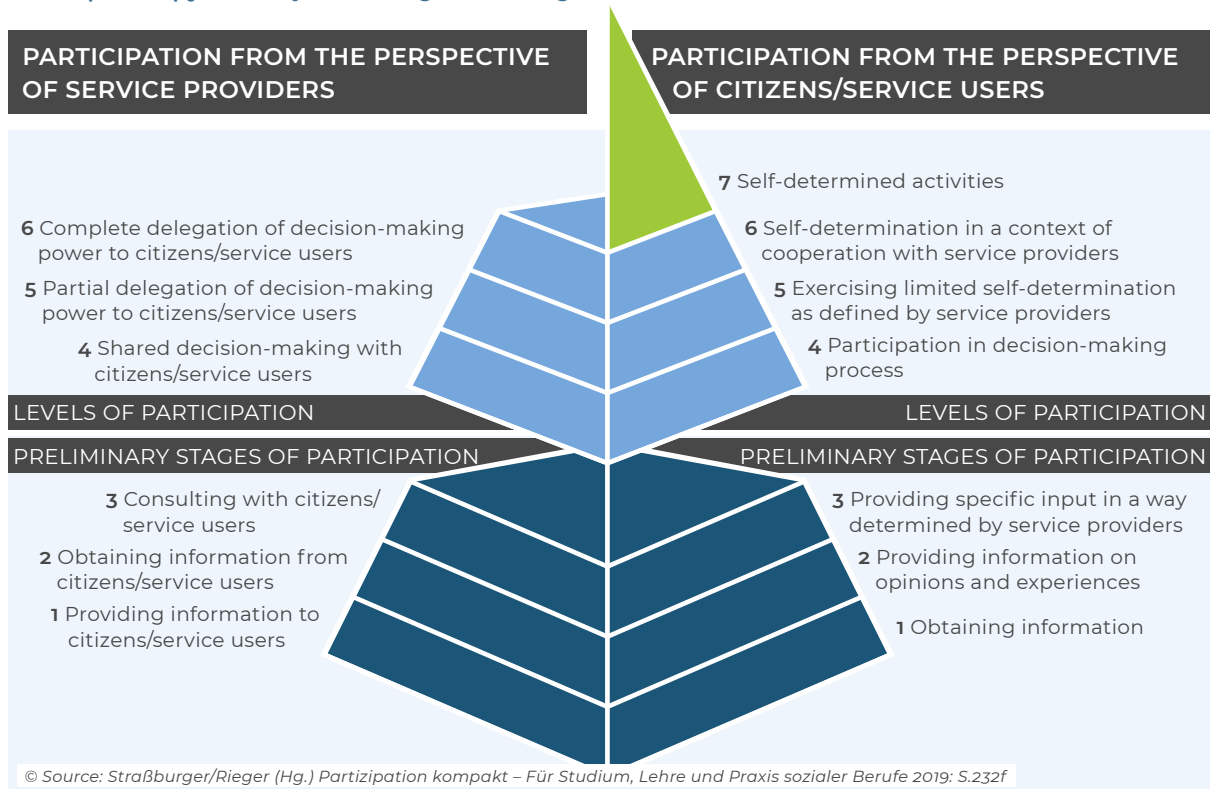 PARTICIPATION FROM THE PERSPECTIVE
OF SERVICE PROVIDERS
6 Complete delegation of decision-making
power to citizens/service users
5 Partial delegation of decision-making
power to citizens/service users
4 Shared decision-making with
citizens/service users
LEVELS OF PARTICIPATION
PRELIMINARY STAGES OF PARTICIPATION
3 Consulting with citizens/
service users
2 Obtaining information from
citizens/service users
1 Providing information to
citizens/service users
PARTICIPATION FROM THE PERSPECTIVE
OF CITIZENS/SERVICE USERS
7 Self-determined activities
6 Self-determination in a context of
cooperation with service providers
5 Exercising limited self-determination
as defined by service providers
4 Participation in decision-making
process
LEVELS OF PARTICIPATION
PRELIMINARY STAGES OF PARTICIPATION
3 Providing specific input in a way
determined by service providers
2 Providing information on
opinions and experiences
1 Obtaining information
© Source: Straßburger/Rieger (Hg.) Partizipation kompakt – Für Studium, Lehre und Praxis sozialer Berufe 2019: S.232f